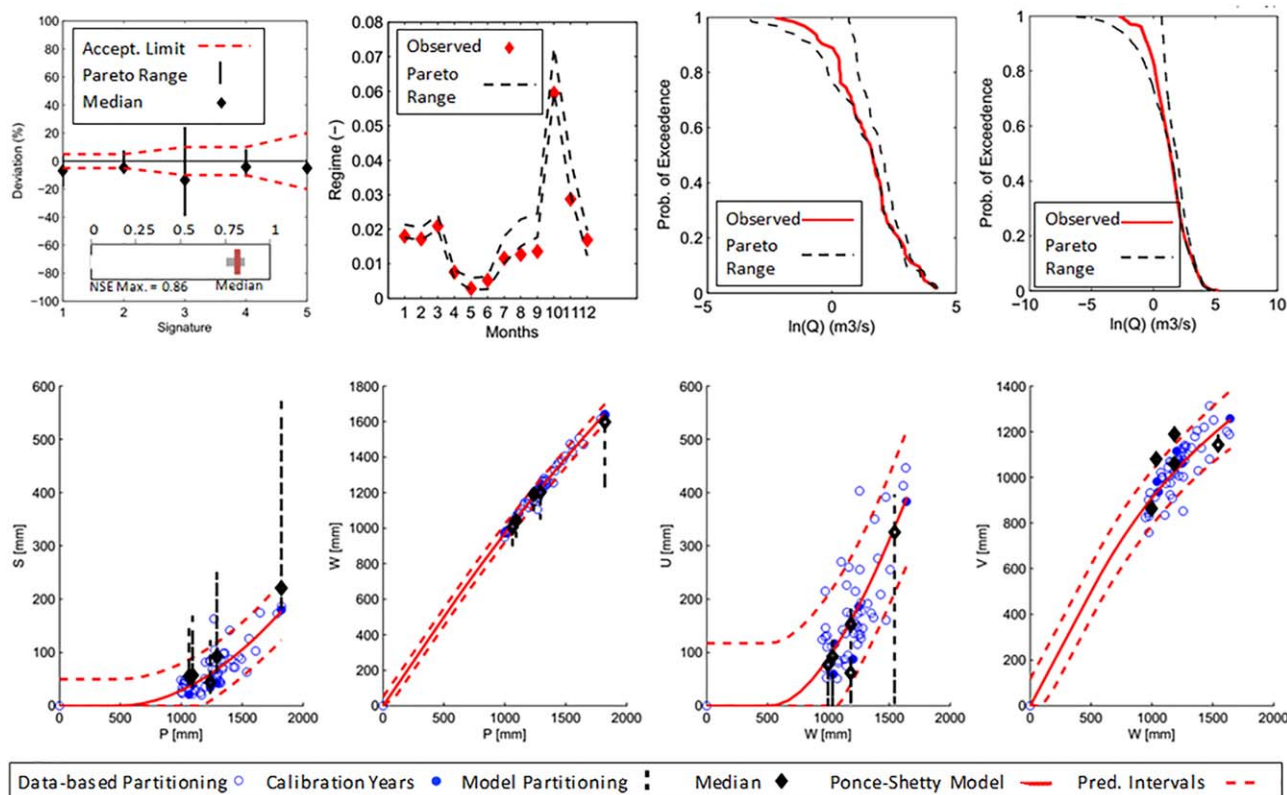 100
80
60
40
20
0
−20
−40
−60
−80
−100
Deviation (%)
Accept. Limit
Pareto Range
Median
0 0.25 0.5 0.75 1
NSE Max. = 0.86 Median
1 2 3 4 5
Signature
0.08
0.07
0.06
0.05
0.04
0.03
0.02
0.01
0
Regime (−)
Observed
Pareto
Range
1 2 3 4 5 6 7 8 9 101112
Months
1
0.8
0.6
0.4
0.2
0
Prob. of Exceedence
Observed
Pareto
Range
−5 0 5
ln(Q) (m3/s)
1
0.8
0.6
0.4
0.2
0
Prob. of Exceedence
Observed
Pareto
Range
−10 −5 0 5 10
ln(Q) (m3/s)
600
500
400
300
200
100
0
S [mm]
0 500 1000 1500 2000
P [mm]
1800
1600
1400
1200
1000
800
600
400
200
0
W [mm]
0 500 1000 1500 2000
P [mm]
600
500
400
300
200
100
0
U [mm]
0 500 1000 1500 2000
W [mm]
1400
1200
1000
800
600
400
200
0
V [mm]
0 500 1000 1500 2000
W [mm]
Data-based Partitioning Calibration Years Model Partitioning Median Ponce-Shetty Model Pred. Intervals